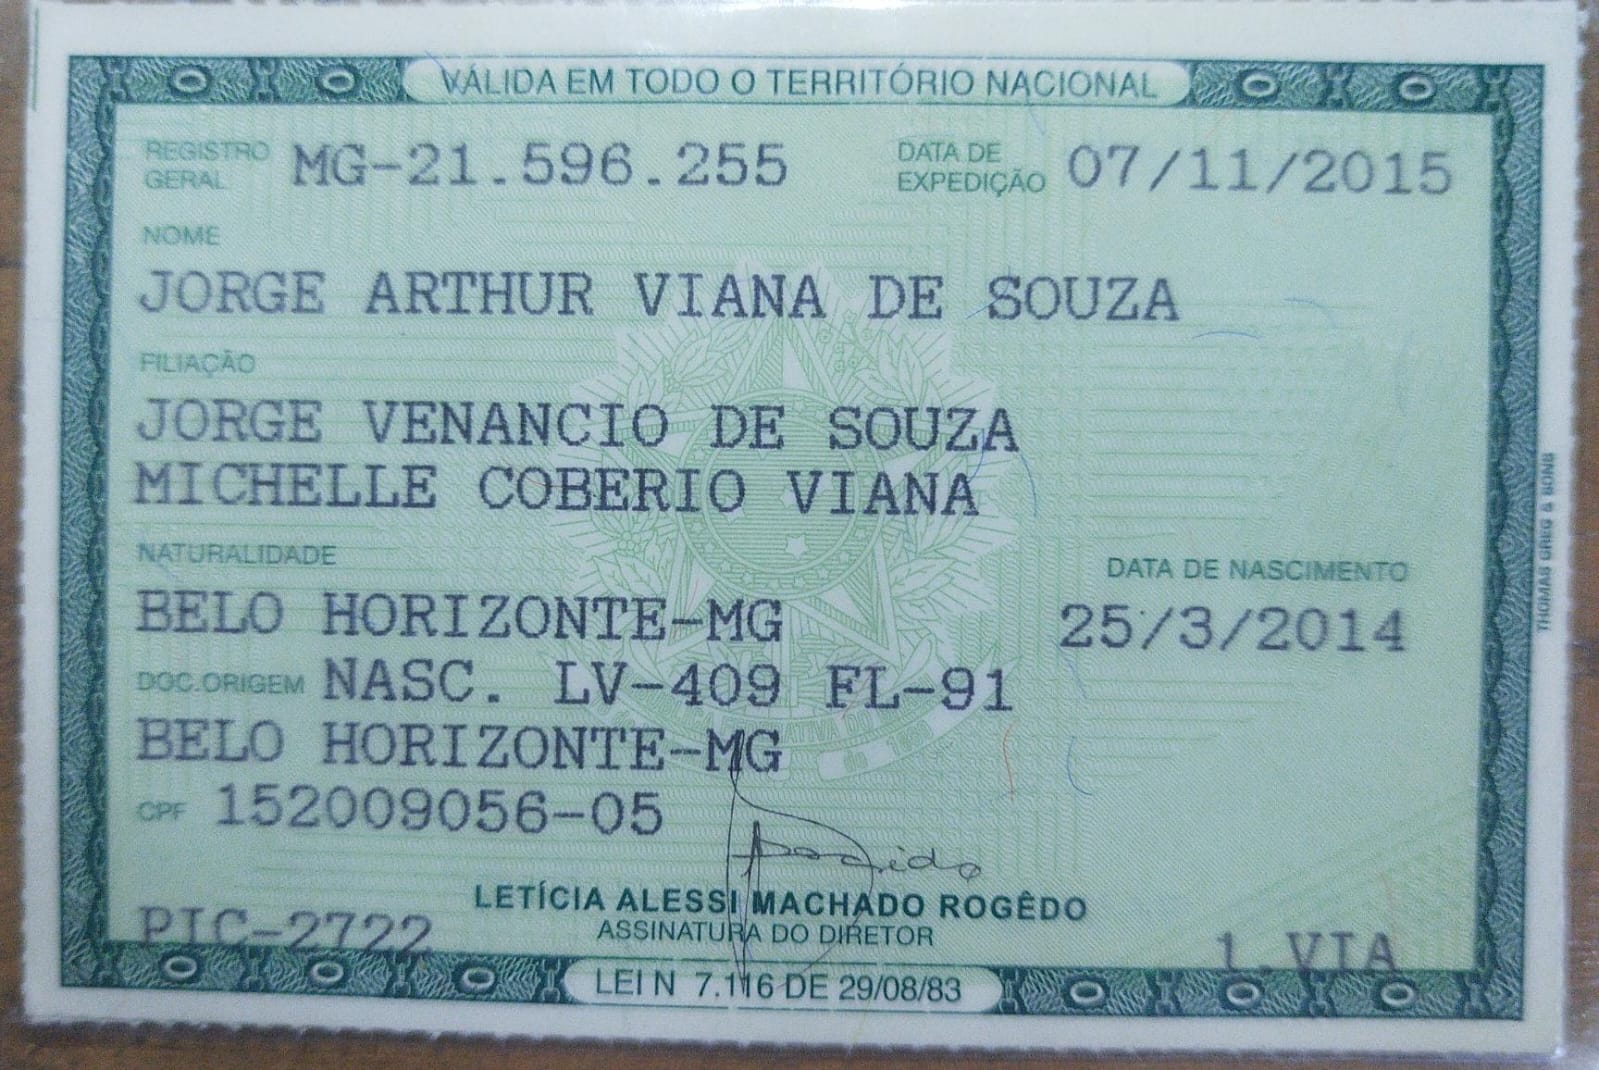 VÁLIDA EM TODO O TERRITÓRIO NACIONAL
REGISTRO GERAL MG-21.596.255 DATA DE EXPEDIÇÃO 07/11/2015
NOME
JORGE ARTHUR VIANA DE SOUZA
FILIAÇÃO
JORGE VENANCIO DE SOUZA
MICHELLE COBERIO VIANA
NATURALIDADE DATA DE NASCIMENTO
BELO HORIZONTE-MG 25/3/2014
DOC.ORIGEM NASC. LV-409 FL-91
BELO HORIZONTE-MG
CPF 152009056-05
LETÍCIA ALESSI MACHADO ROGÊDO
ASSINATURA DO DIRETOR
PIC-2722 1.VIA
LEI N 7.116 DE 29/08/83
THOMAS GREG & SONS